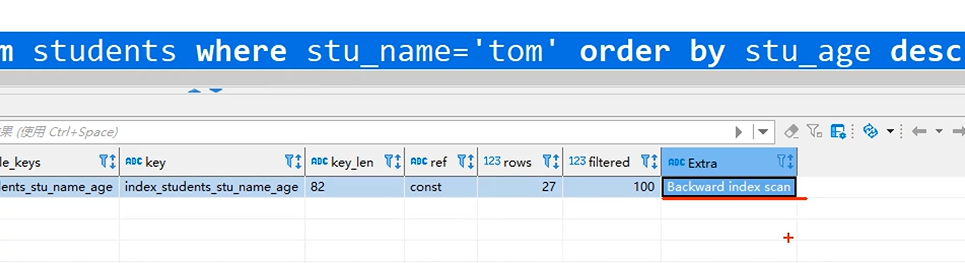 m students where stu_name='tom' order by stu_age desc
果 (使用 Ctrl+Space)
le_keys ABC key ABC key_len ABC ref 123 rows 123 filtered ABC Extra
ents_stu_name_age index_students_stu_name_age 82 const 27 100 Backward index scan